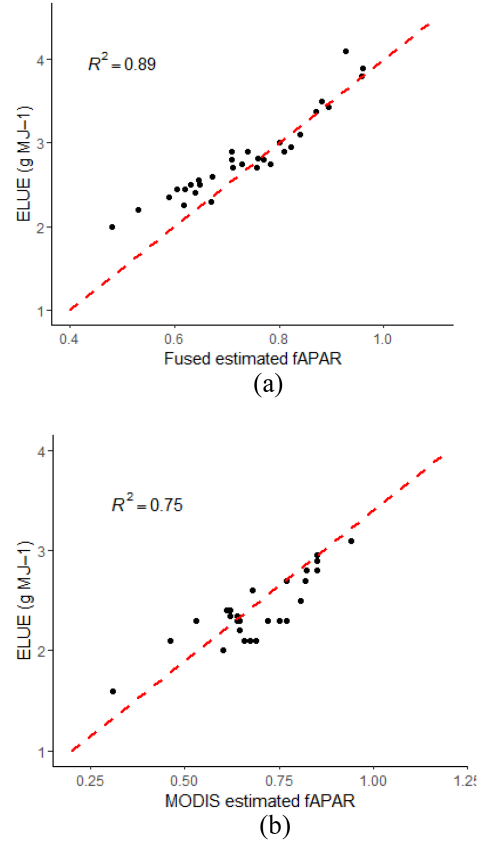 4
R² = 0.89
3
ELUE (g MJ−1)
2
1
0.4 0.6 0.8 1.0
Fused estimated fAPAR
(a)
4
R² = 0.75
3
ELUE (g MJ−1)
2
1
0.25 0.50 0.75 1.00 1.25
MODIS estimated fAPAR
(b)